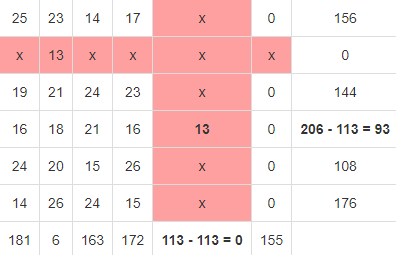 25 23 14 17 x 0 156
x 13 x x x x 0
19 21 24 23 x 0 144
16 18 21 16 13 0 206 - 113 = 93
24 20 15 26 x 0 108
14 26 24 15 x 0 176
181 6 163 172 113 - 113 = 0 155